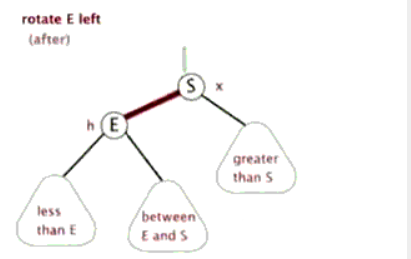 rotate E left
(after)
S x
h E
greater
than S
less
than E
between
E and S